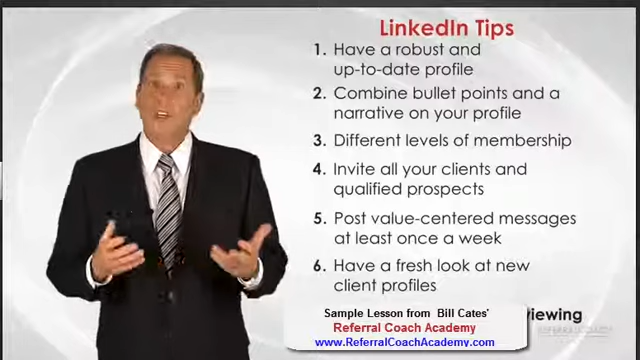 LinkedIn Tips
1. Have a robust and
up-to-date profile
2. Combine bullet points and a
narrative on your profile
3. Different levels of membership
4. Invite all your clients and
qualified prospects
5. Post value-centered messages
at least once a week
6. Have a fresh look at new
client profiles
viewing
Sample Lesson from Bill Cates'
Referral Coach Academy
www.ReferralCoachAcademy.com